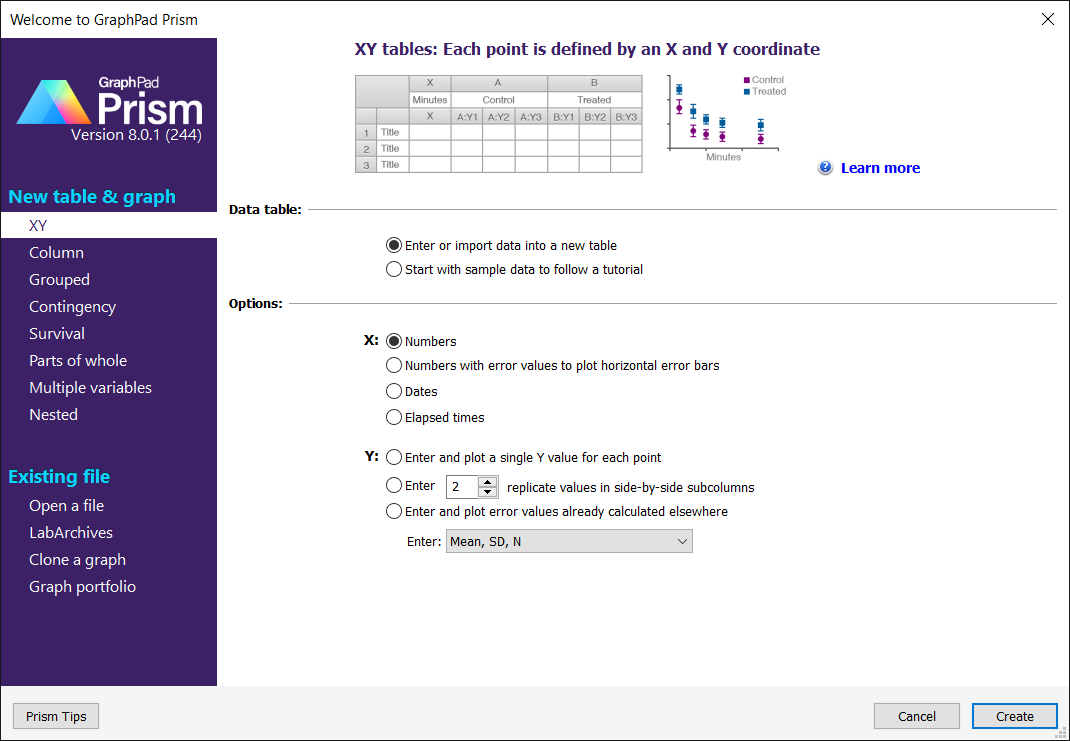 Welcome to GraphPad Prism
GraphPad
Prism
Version 8.0.1 (244)
New table & graph
XY
Column
Grouped
Contingency
Survival
Parts of whole
Multiple variables
Nested
Existing file
Open a file
LabArchives
Clone a graph
Graph portfolio
XY tables: Each point is defined by an X and Y coordinate
X A B
Minutes Control Treated
X A:Y1 A:Y2 A:Y3 B:Y1 B:Y2 B:Y3
1 Title
2 Title
3 Title
Control
Treated
Minutes
? Learn more
Data table:
Enter or import data into a new table
Start with sample data to follow a tutorial
Options:
X: Numbers
Numbers with error values to plot horizontal error bars
Dates
Elapsed times
Y: Enter and plot a single Y value for each point
Enter 2 replicate values in side-by-side subcolumns
Enter and plot error values already calculated elsewhere
Enter: Mean, SD, N
Prism Tips Cancel Create